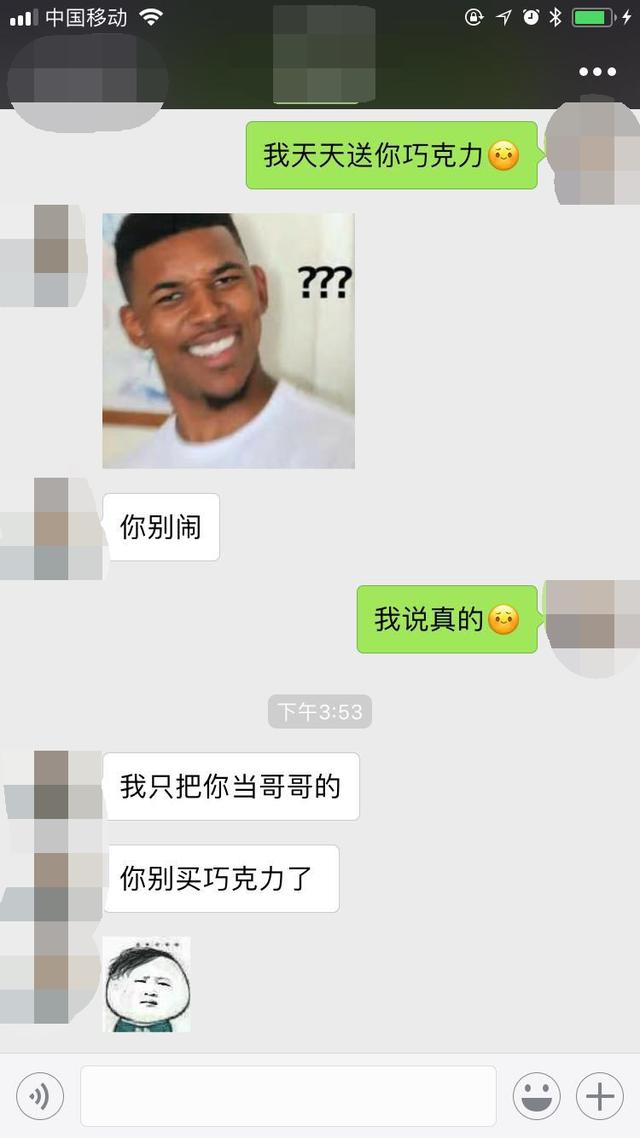 中国移动
我天天送你巧克力
???
你别闹
我说真的
下午3:53
我只把你当哥哥的
你别买巧克力了